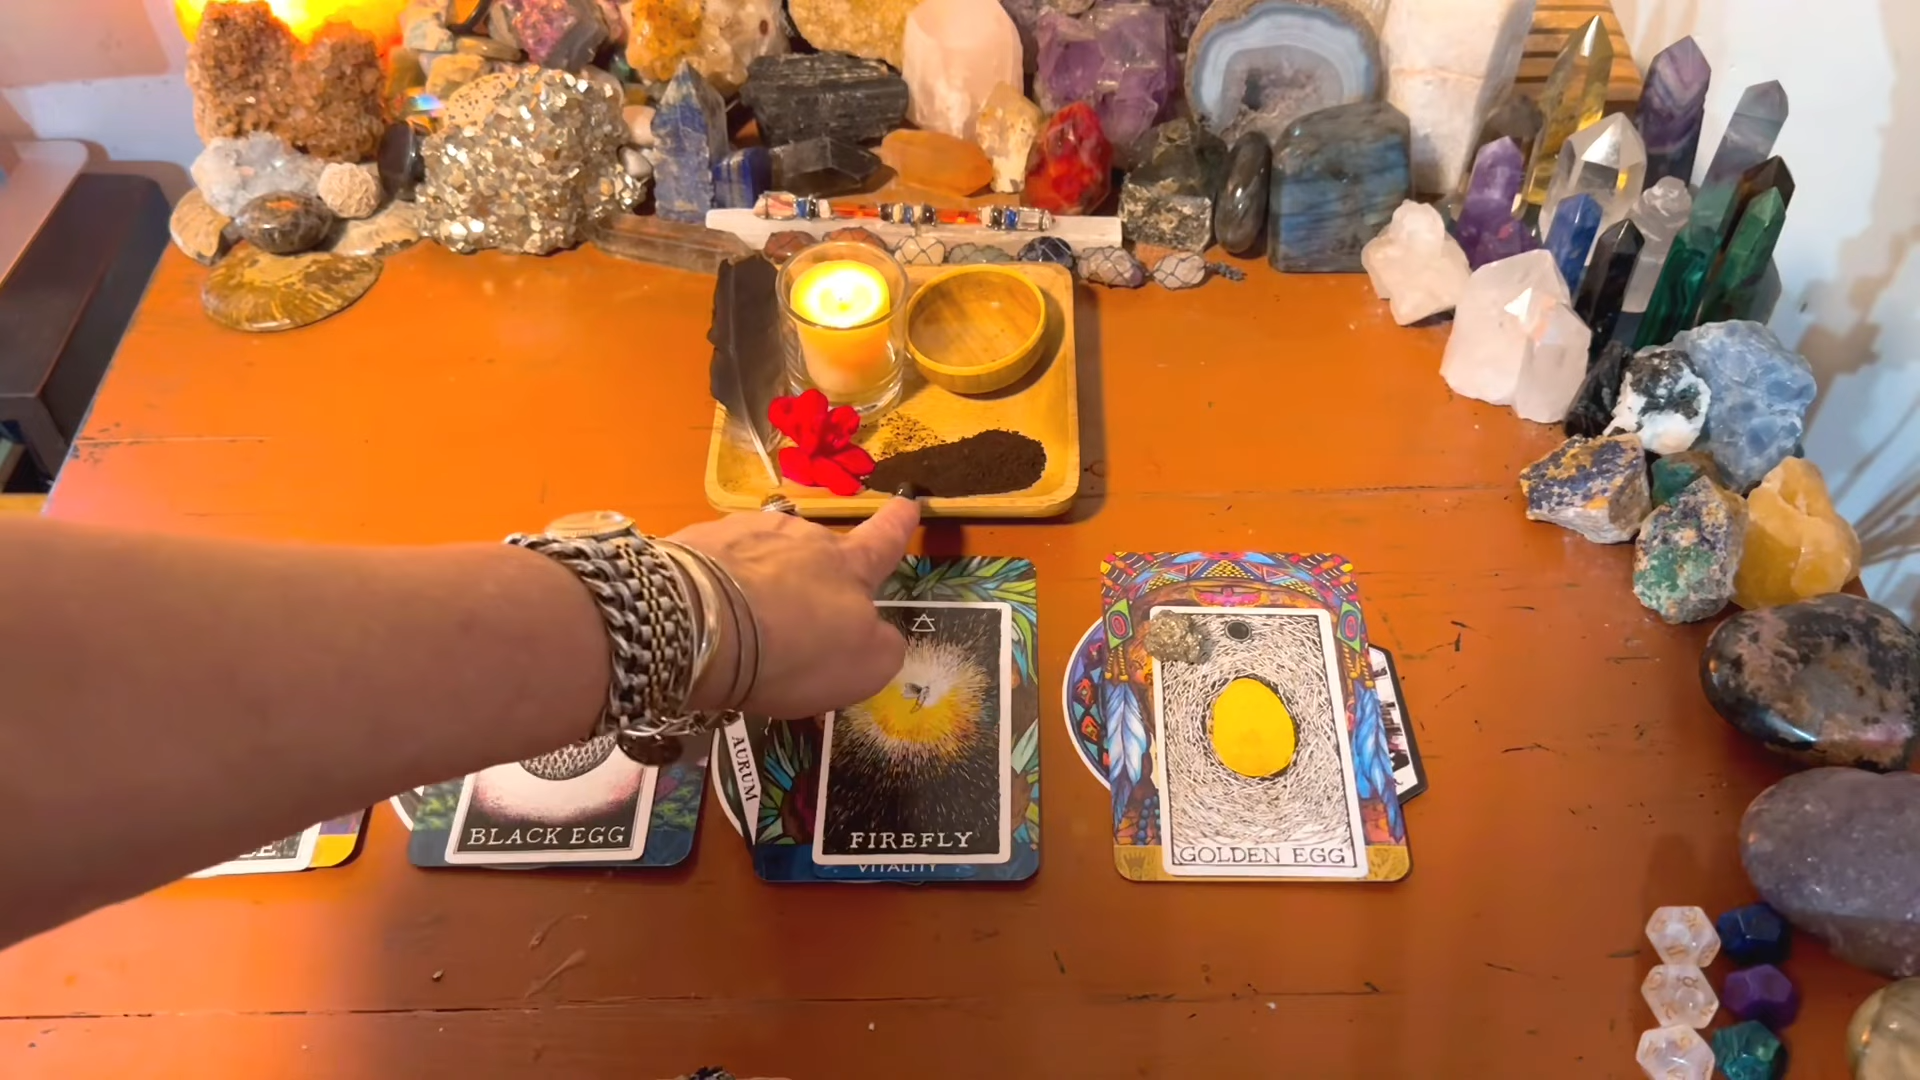 AURUM
BLACK EGG
FIREFLY
VITALITY
GOLDEN EGG